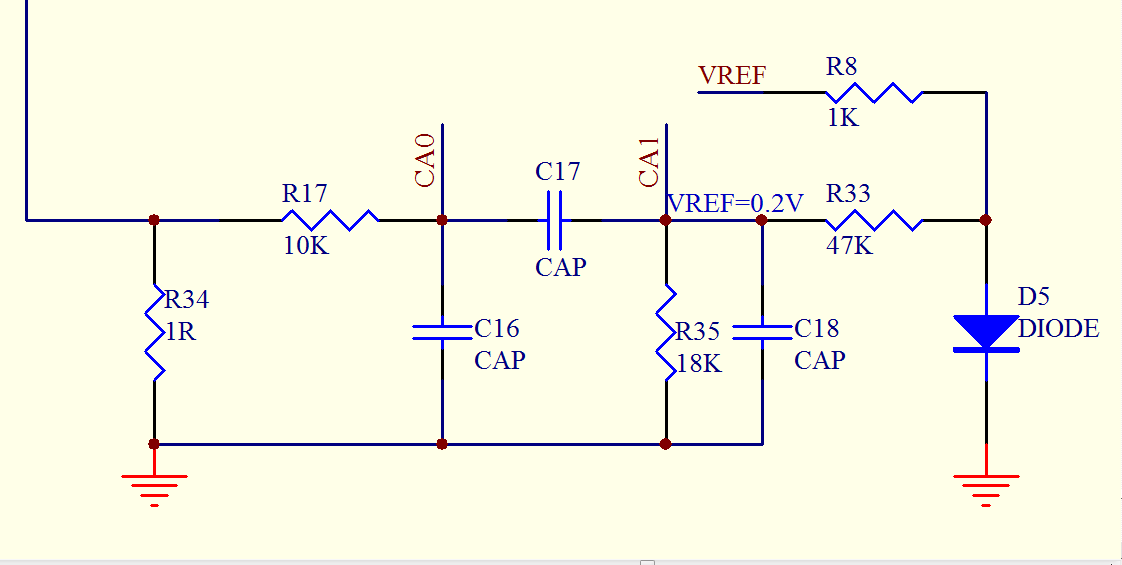 VREF
R8
1K
CA0
C17
CA1
R17
10K
VREF=0.2V
R33
47K
CAP
R34
1R
C16
CAP
R35
18K
C18
CAP
D5
DIODE